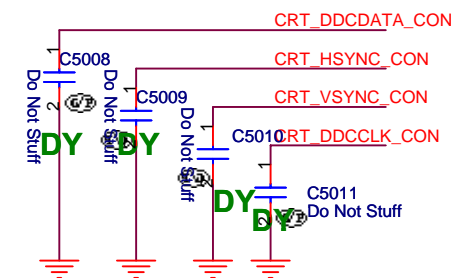 CRT_DDCDATA_CON
1
C5008
CRT_HSYNC_CON
Do Not Stuff
2
DY
1
C5009
CRT_VSYNC_CON
Do Not Stuff
DY
1
C5010
CRT_DDCCLK_CON
Do Not Stuff
2
DY
1
C5011
Do Not Stuff
2
DY